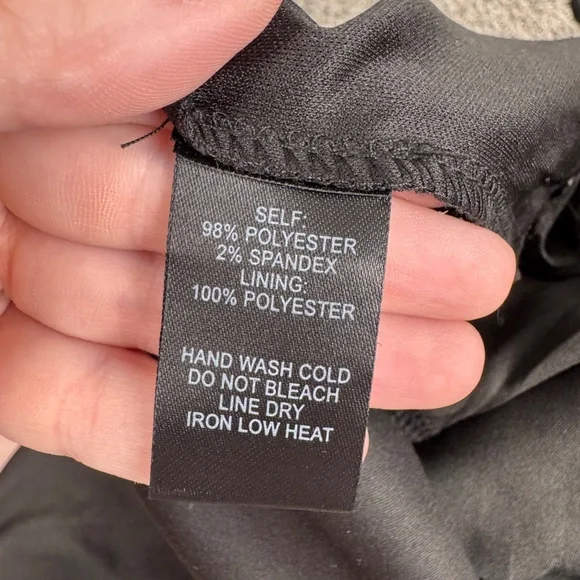 SELF:
98% POLYESTER
2% SPANDEX
LINING:
100% POLYESTER
HAND WASH COLD
DO NOT BLEACH
LINE DRY
IRON LOW HEAT